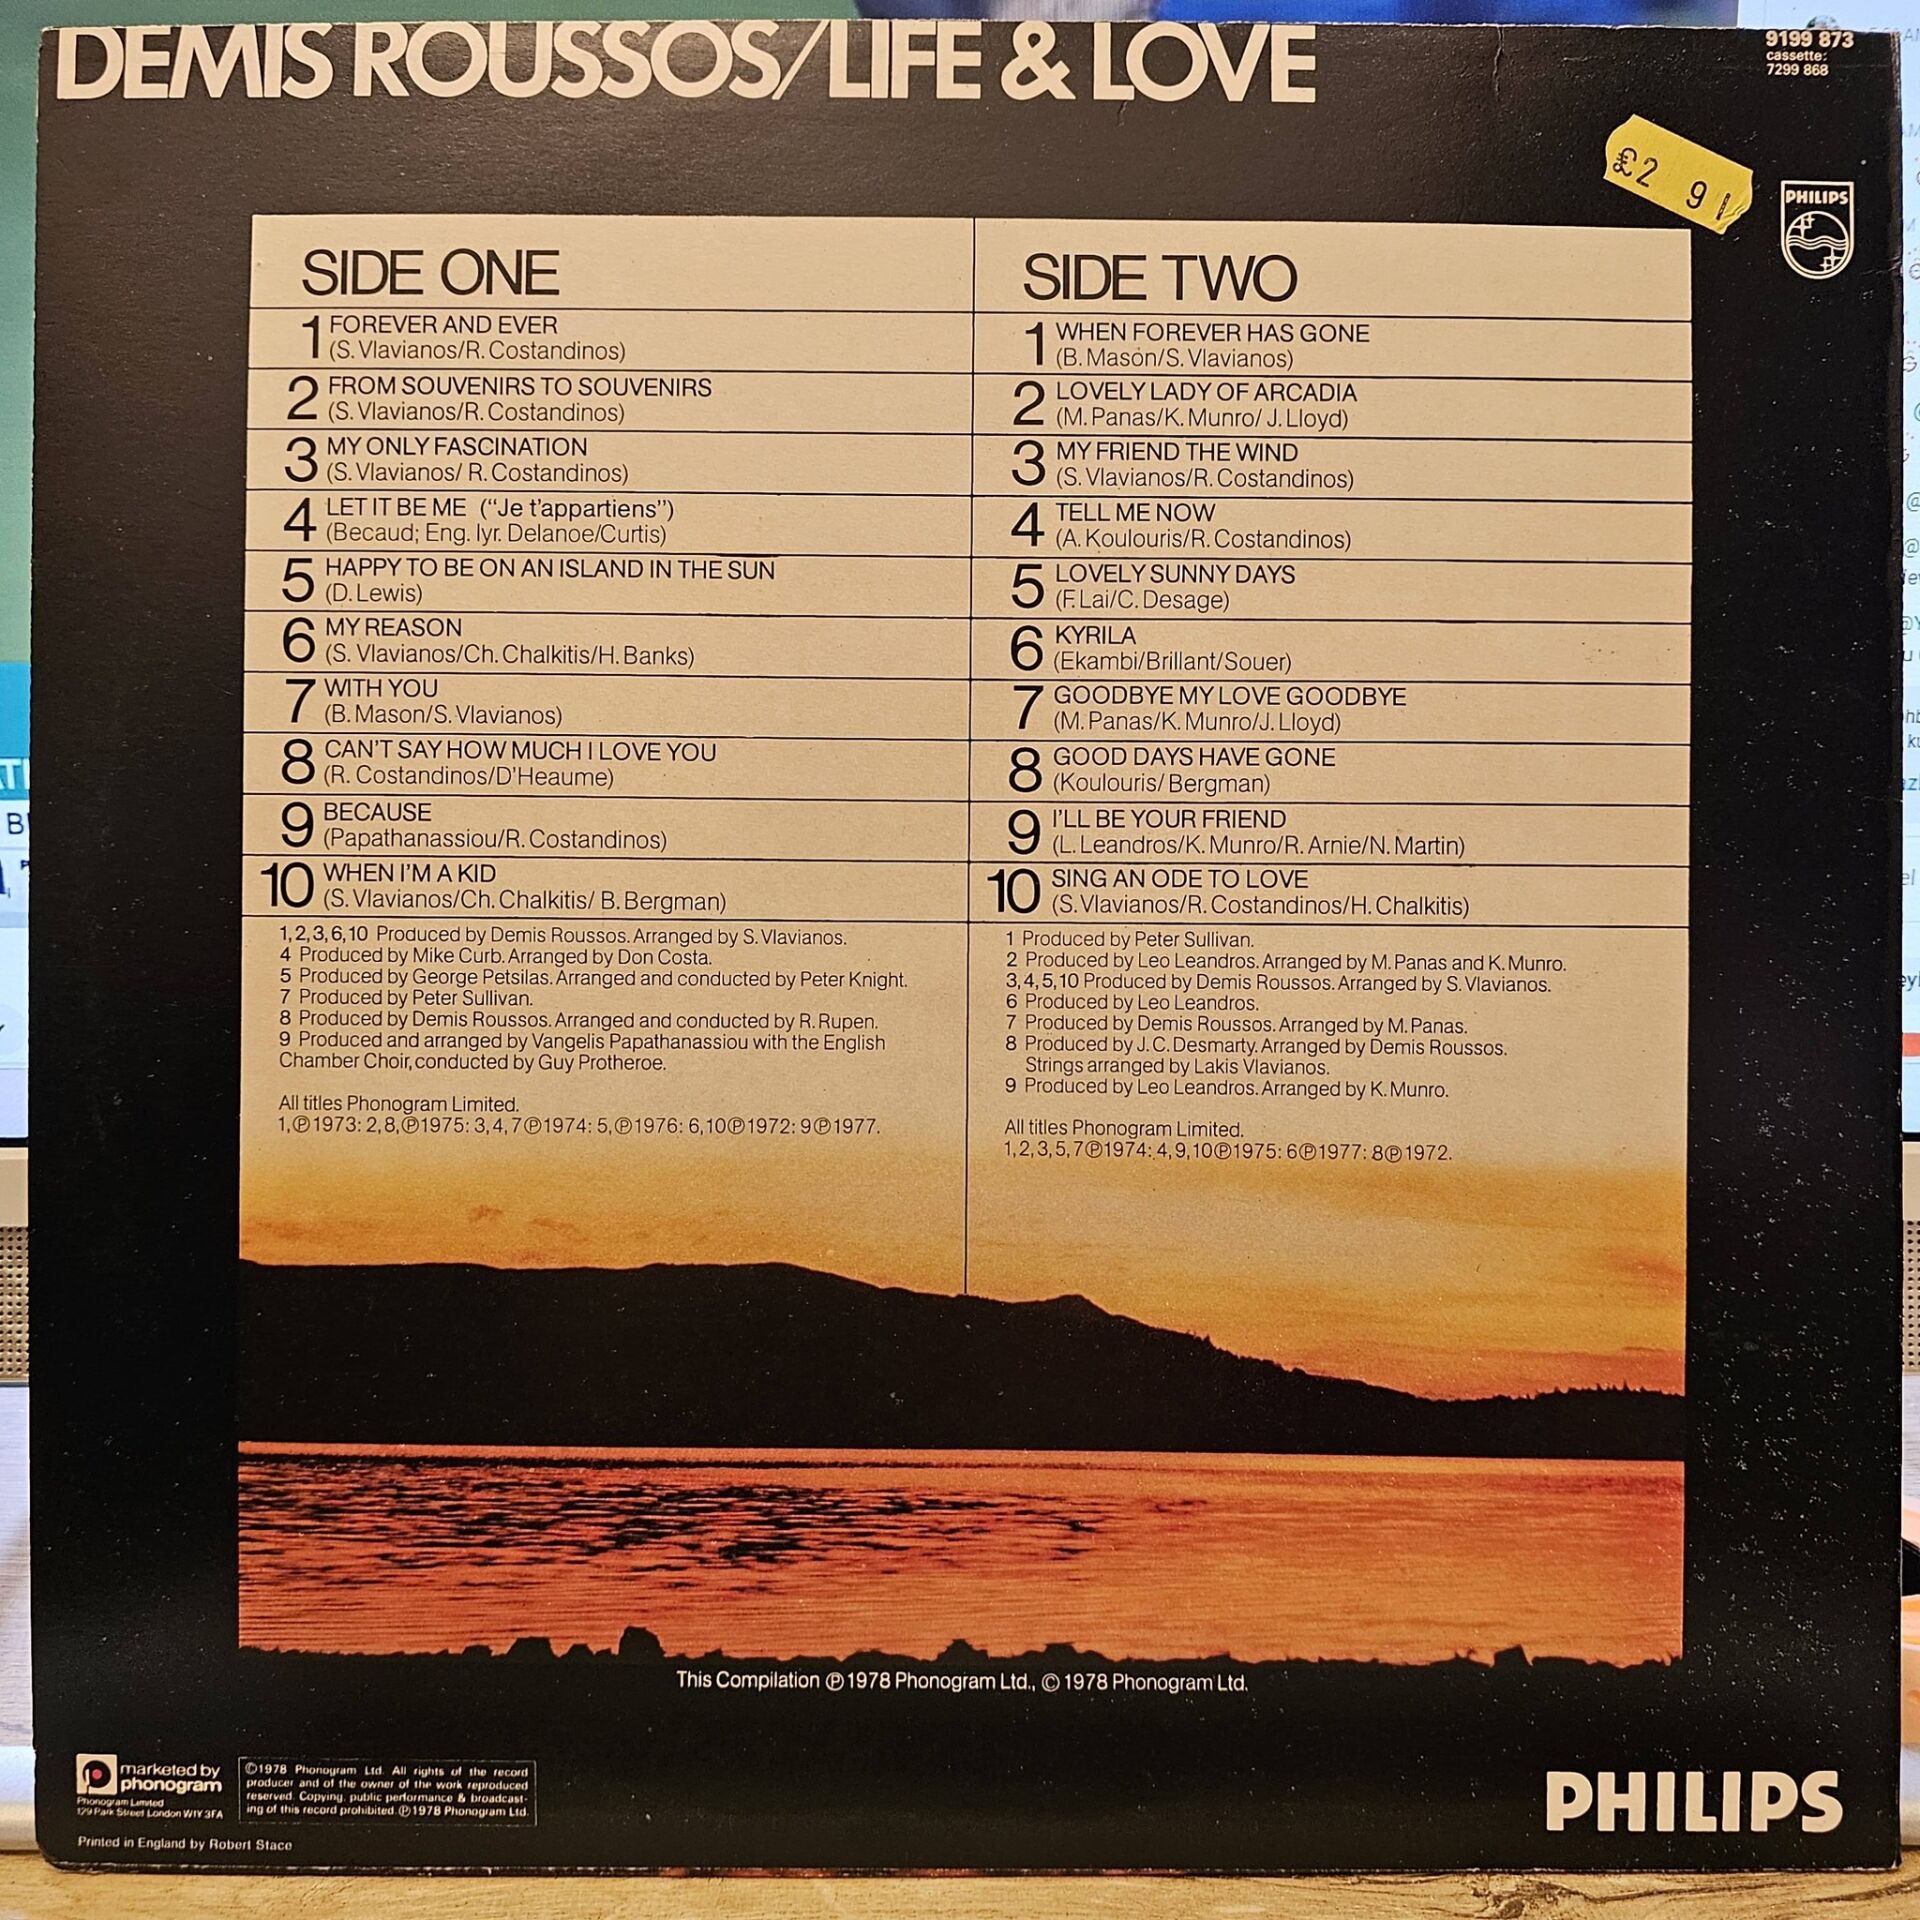 DEMIS ROUSSOS/LIFE & LOVE
9199 873
cassette:
7299 868
£2 91
PHILIPS
SIDE ONE
1 FOREVER AND EVER
(S. Vlavianos/R. Costandinos)
2 FROM SOUVENIRS TO SOUVENIRS
(S. Vlavianos/R. Costandinos)
3 MY ONLY FASCINATION
(S. Vlavianos/ R. Costandinos)
4 LET IT BE ME ("Je t'appartiens")
(Becaud; Eng. lyr. Delanoe/Curtis)
5 HAPPY TO BE ON AN ISLAND IN THE SUN
(D. Lewis)
6 MY REASON
(S. Vlavianos/Ch. Chalkitis/H. Banks)
7 WITH YOU
(B. Mason/S. Vlavianos)
8 CAN'T SAY HOW MUCH I LOVE YOU
(R. Costandinos/D'Heaume)
9 BECAUSE
(Papathanassiou/R. Costandinos)
10 WHEN I'M A KID
(S. Vlavianos/Ch. Chalkitis/ B. Bergman)
1,2,3,6,10 Produced by Demis Roussos. Arranged by S. Vlavianos.
4 Produced by Mike Curb. Arranged by Don Costa.
5 Produced by George Petsilas. Arranged and conducted by Peter Knight.
7 Produced by Peter Sullivan.
8 Produced by Demis Roussos. Arranged and conducted by R. Rupen.
9 Produced and arranged by Vangelis Papathanassiou with the English
Chamber Choir, conducted by Guy Protheroe.
All titles Phonogram Limited.
1,℗1973: 2,8,℗1975: 3,4,7℗1974: 5,℗1976: 6,10℗1972: 9℗1977.
SIDE TWO
1 WHEN FOREVER HAS GONE
(B. Mason/S. Vlavianos)
2 LOVELY LADY OF ARCADIA
(M. Panas/K. Munro/ J. Lloyd)
3 MY FRIEND THE WIND
(S. Vlavianos/R. Costandinos)
4 TELL ME NOW
(A. Koulouris/R. Costandinos)
5 LOVELY SUNNY DAYS
(F. Lai/C. Desage)
6 KYRILA
(Ekambi/Brillant/Souer)
7 GOODBYE MY LOVE GOODBYE
(M. Panas/K. Munro/J. Lloyd)
8 GOOD DAYS HAVE GONE
(Koulouris/ Bergman)
9 I'LL BE YOUR FRIEND
(L. Leandros/K. Munro/R. Arnie/N. Martin)
10 SING AN ODE TO LOVE
(S. Vlavianos/R. Costandinos/H. Chalkitis)
1 Produced by Peter Sullivan.
2 Produced by Leo Leandros. Arranged by M. Panas and K. Munro.
3,4,5,10 Produced by Demis Roussos. Arranged by S. Vlavianos.
6 Produced by Leo Leandros.
7 Produced by Demis Roussos. Arranged by M. Panas.
8 Produced by J.C. Desmarty. Arranged by Demis Roussos.
Strings arranged by Lakis Vlavianos.
9 Produced by Leo Leandros. Arranged by K. Munro.
All titles Phonogram Limited.
1,2,3,5,7℗1974: 4,9,10℗1975: 6℗1977: 8℗1972.
This Compilation ℗ 1978 Phonogram Ltd., © 1978 Phonogram Ltd.
marketed by
phonogram
Phonogram Limited
129 Park Street London W1Y 3FA
©1978 Phonogram Ltd. All rights of the record
producer and of the owner of the work reproduced
reserved. Copying, public performance & broadcast-
ing of this record prohibited. ℗1978 Phonogram Ltd.
Printed in England by Robert Stace
PHILIPS